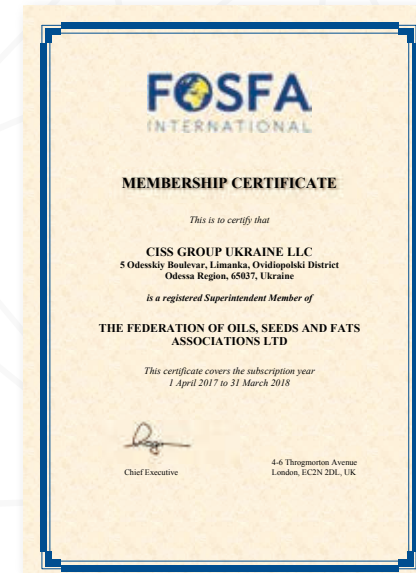 FOSFA
INTERNATIONAL
MEMBERSHIP CERTIFICATE
This is to certify that
CISS GROUP UKRAINE LLC
5 Odesskiy Boulevar, Limanka, Ovidiopolski District
Odessa Region, 65037, Ukraine
is a registered Superintendent Member of
THE FEDERATION OF OILS, SEEDS AND FATS
ASSOCIATIONS LTD
This certificate covers the subscription year
1 April 2017 to 31 March 2018
Chief Executive
4-6 Throgmorton Avenue
London, EC2N 2DL, UK